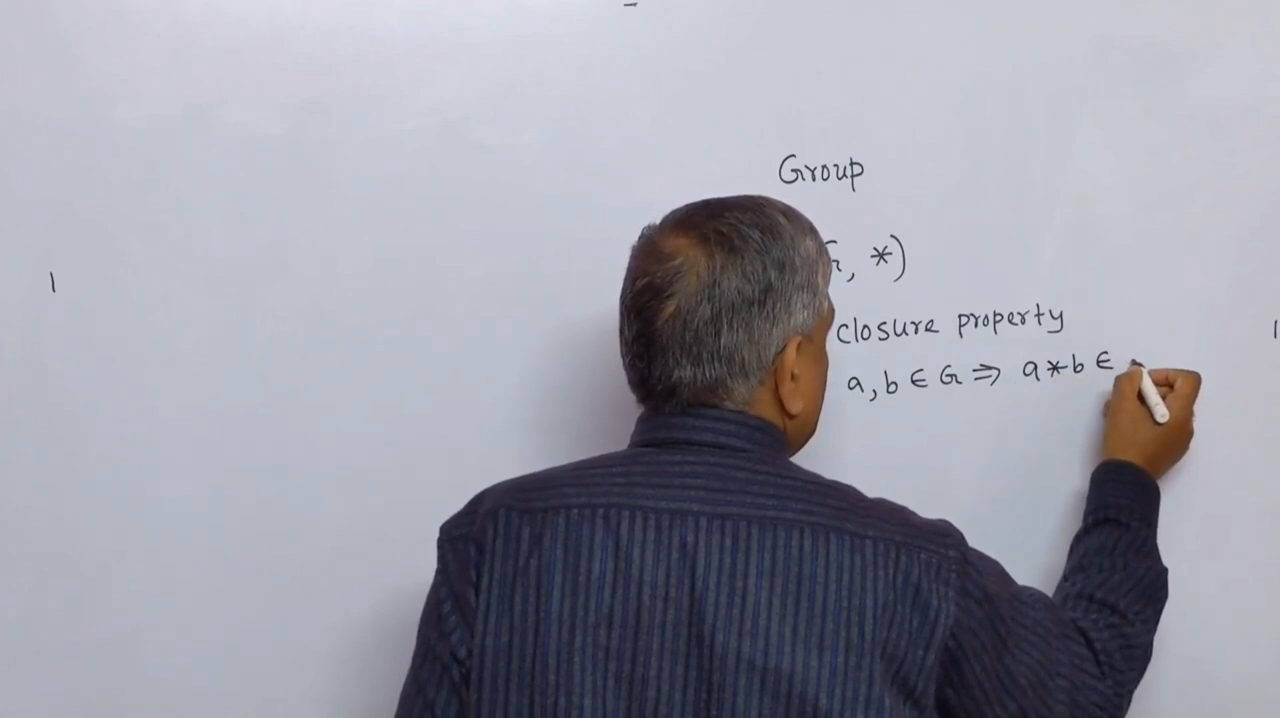 Group
G, *)
closure property
a, b ∈ G ⇒ a * b ∈